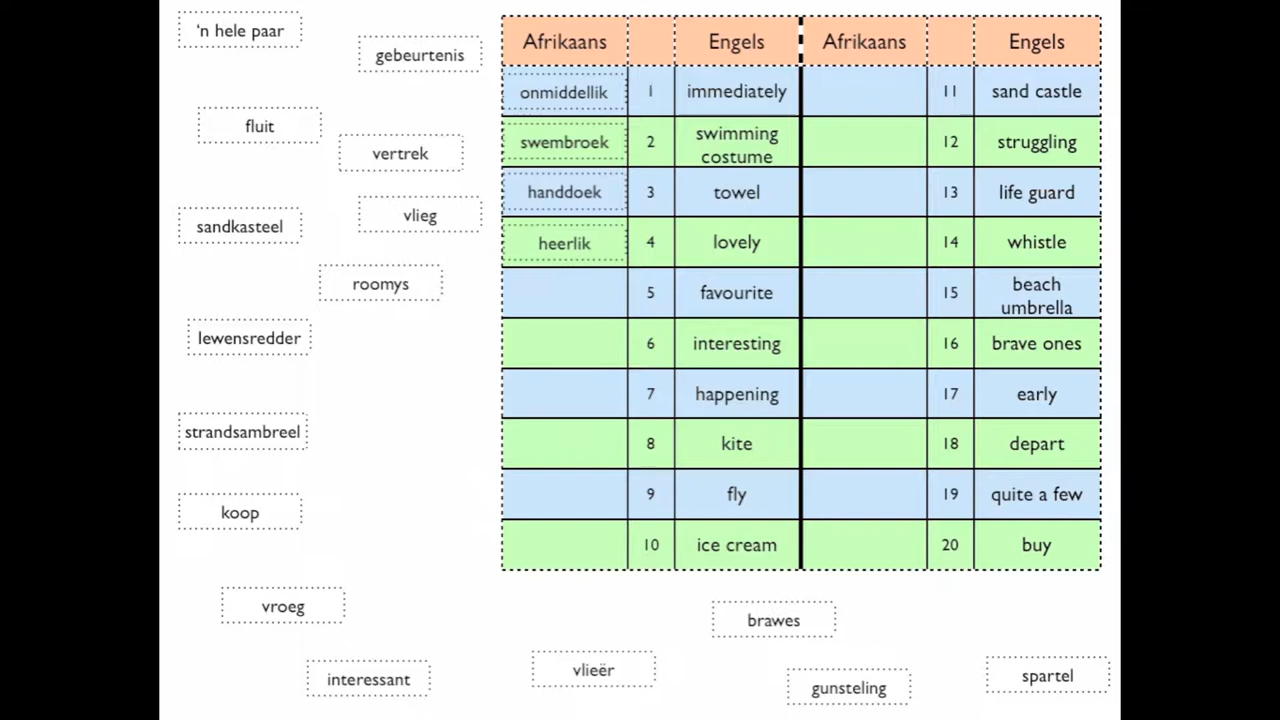 'n hele paar
gebeurtenis
fluit
vertrek
vlieg
sandkasteel
roomys
lewensredder
strandsambreel
koop
vroeg
interessant
Afrikaans Engels Afrikaans Engels
onmiddellik 1 immediately 11 sand castle
swembroek 2 swimming costume 12 struggling
handdoek 3 towel 13 life guard
heerlik 4 lovely 14 whistle
5 favourite 15 beach umbrella
6 interesting 16 brave ones
7 happening 17 early
8 kite 18 depart
9 fly 19 quite a few
10 ice cream 20 buy
brawes
vlieër
gunsteling
spartel